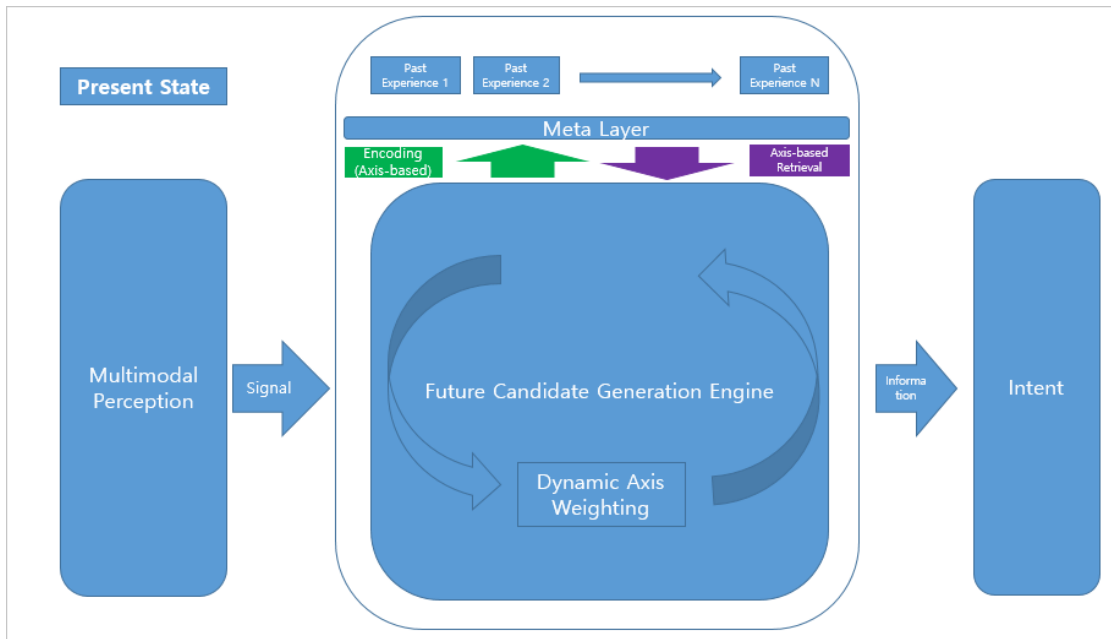 Present State
Past
Experience 1
Past
Experience 2
Past
Experience N
Meta Layer
Encoding
(Axis-based)
Axis-based
Retrieval
Multimodal
Perception
Signal
Future Candidate Generation Engine
Dynamic Axis
Weighting
Informa
tion
Intent